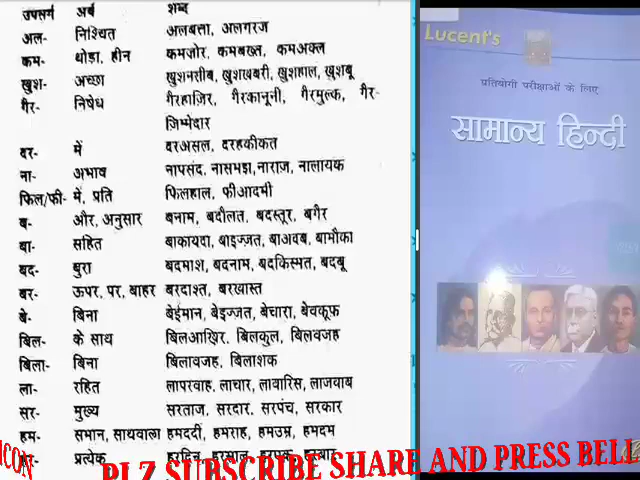 उपसर्ग अर्थ शब्द
अल- निश्चित अलबत्ता, अलगरज
कम- थोड़ा, हीन कमजोर, कमबख्त, कमअक्ल
खुश- अच्छा खुशनसीब, खुशखबरी, खुशहाल, खुशबू
गैर- निषेध गैरहाज़िर, गैरकानूनी, गैरमुल्क, गैर-
ज़िम्मेदार
दर- में दरअसल, दरहकीकत
ना- अभाव नापसंद, नासमझ, नाराज, नालायक
फिल/फी- में, प्रति फिलहाल, फीआदमी
ब- और, अनुसार बनाम, बदौलत, बदस्तूर, बगैर
बा- सहित बाकायदा, बाइज्जत, बाअदब, बामौका
बद- बुरा बदमाश, बदनाम, बदकिस्मत, बदबू
बर- ऊपर, पर, बाहर बरदाश्त, बरखास्त
बे- बिना बेईमान, बेइज्जत, बेचारा, बेवकूफ़
बिल- के साथ बिलआख़िर, बिलकुल, बिलवजह
बिला- बिना बिलावजह, बिलाशक
ला- रहित लापरवाह, लाचार, लावारिस, लाजवाब
सर- मुख्य सरताज, सरदार, सरपंच, सरकार
हम- समान, साथवाला हमदर्दी, हमराह, हमउम्र, हमदम
प्रत्येक हरदिन, हरसाल
Lucent's
प्रतियोगी परीक्षाओं के लिए
सामान्य हिन्दी
ICON
PLZ SUBSCRIBE SHARE AND PRESS BELL